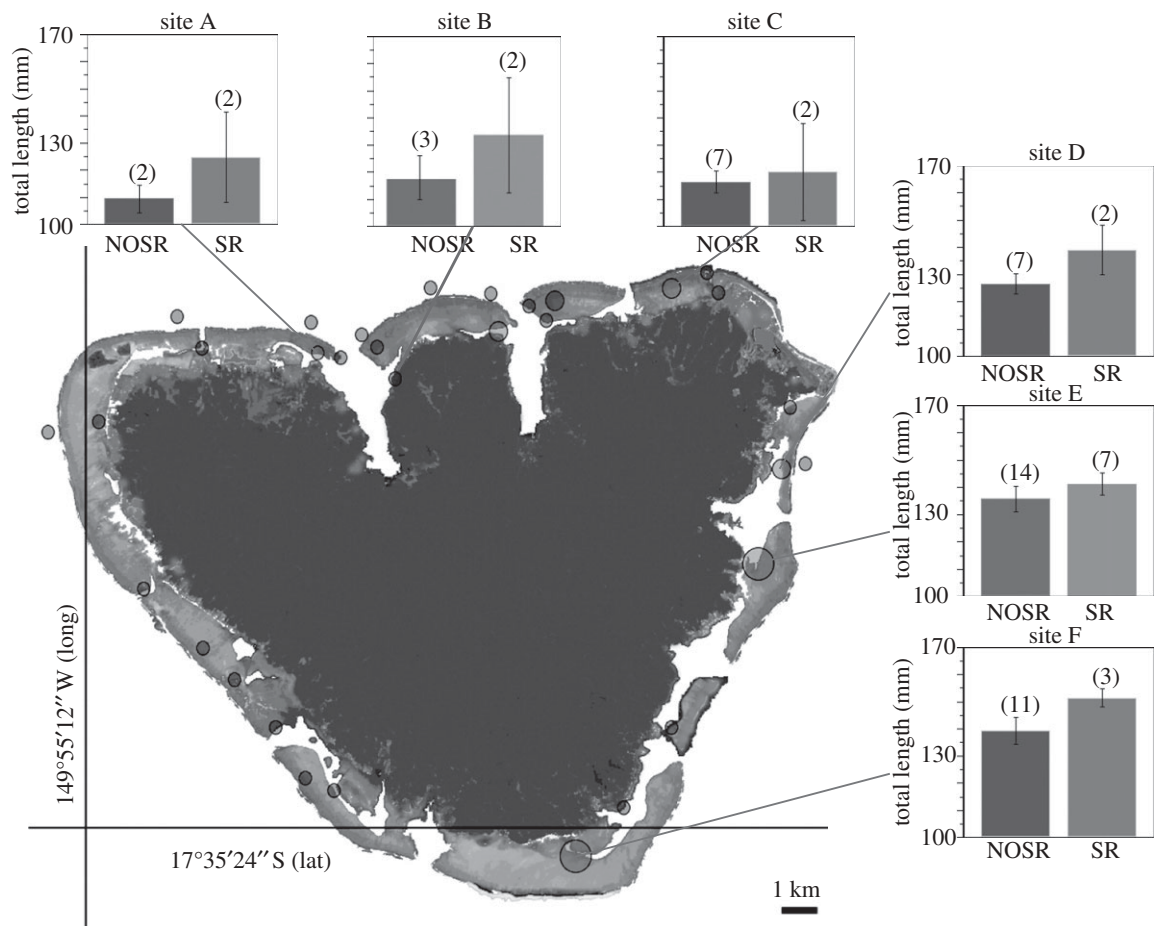 site A
site B
site C
170
130
100
total length (mm)
(2)
(2)
NOSR
SR
(3)
(2)
NOSR
SR
(7)
(2)
NOSR
SR
site D
170
130
100
total length (mm)
(7)
(2)
NOSR
SR
site E
170
130
100
total length (mm)
(14)
(7)
NOSR
SR
site F
170
130
100
total length (mm)
(11)
(3)
NOSR
SR
149°55′12″ W (long)
17°35′24″ S (lat)
1 km